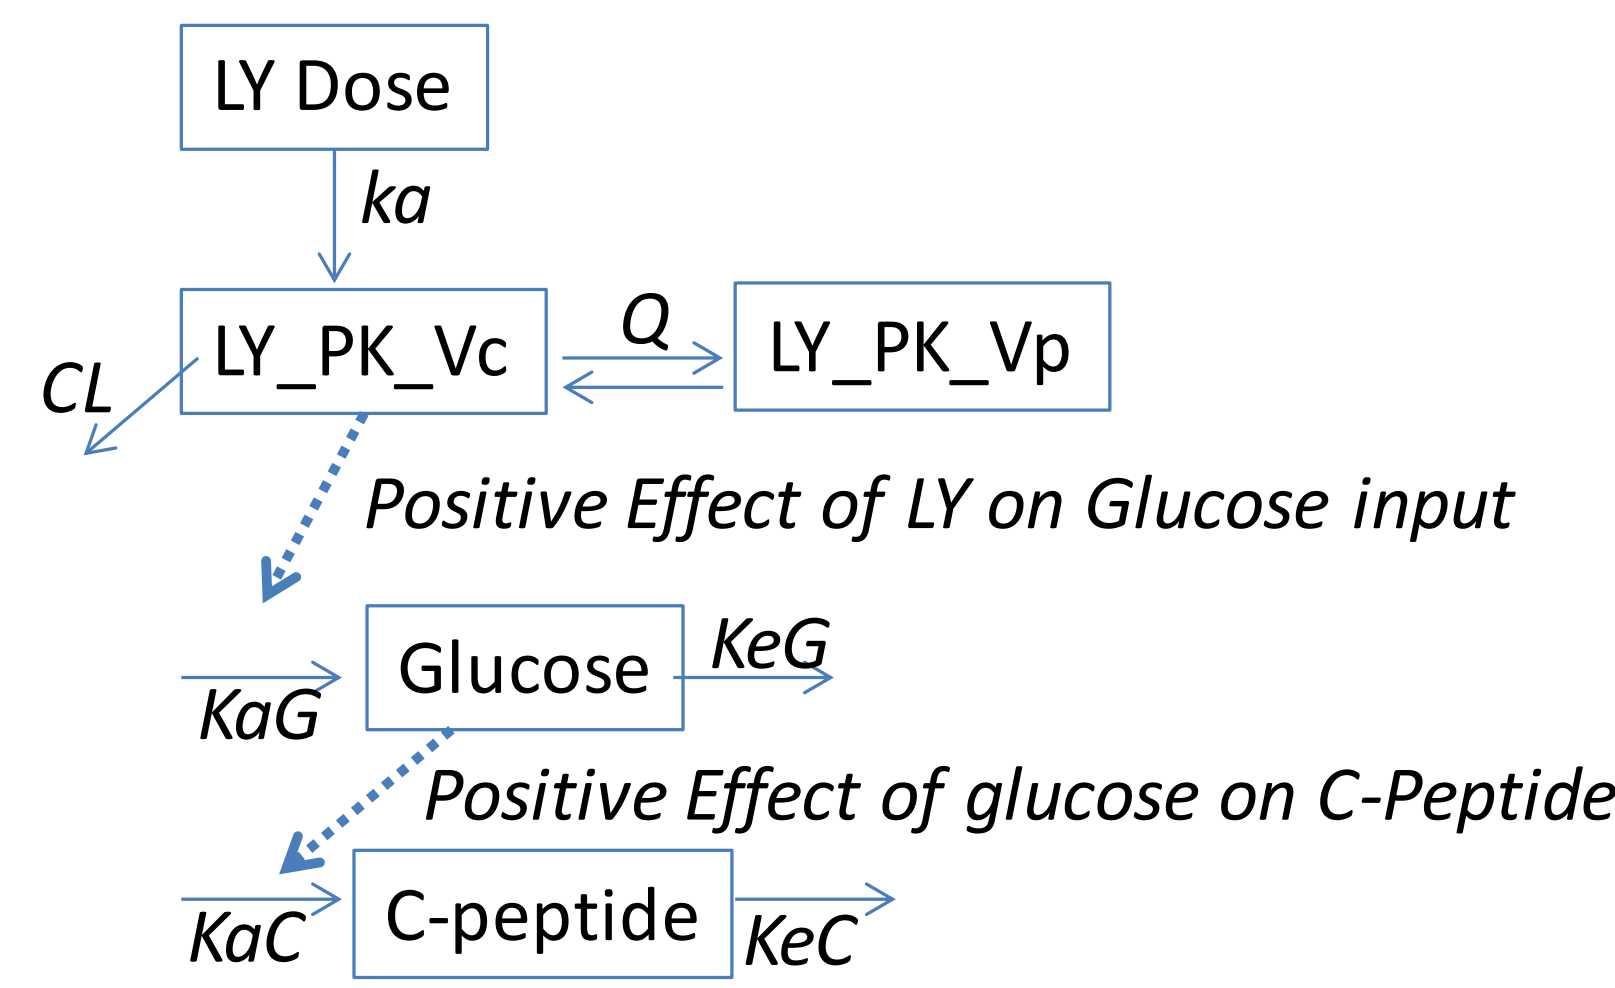 LY Dose
ka
LY_PK_Vc
Q
LY_PK_Vp
CL
Positive Effect of LY on Glucose input
Glucose
KeG
KaG
Positive Effect of glucose on C-Peptide
C-peptide
KaC
KeC